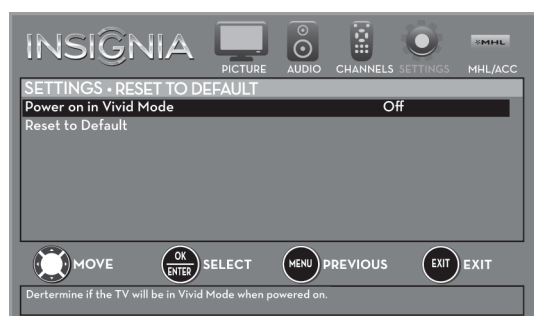 INSIGNIA
PICTURE AUDIO CHANNELS SETTINGS MHL MHL/ACC
SETTINGS • RESET TO DEFAULT
Power on in Vivid Mode Off
Reset to Default
MOVE OK ENTER SELECT MENU PREVIOUS EXIT EXIT
Dertermine if the TV will be in Vivid Mode when powered on.